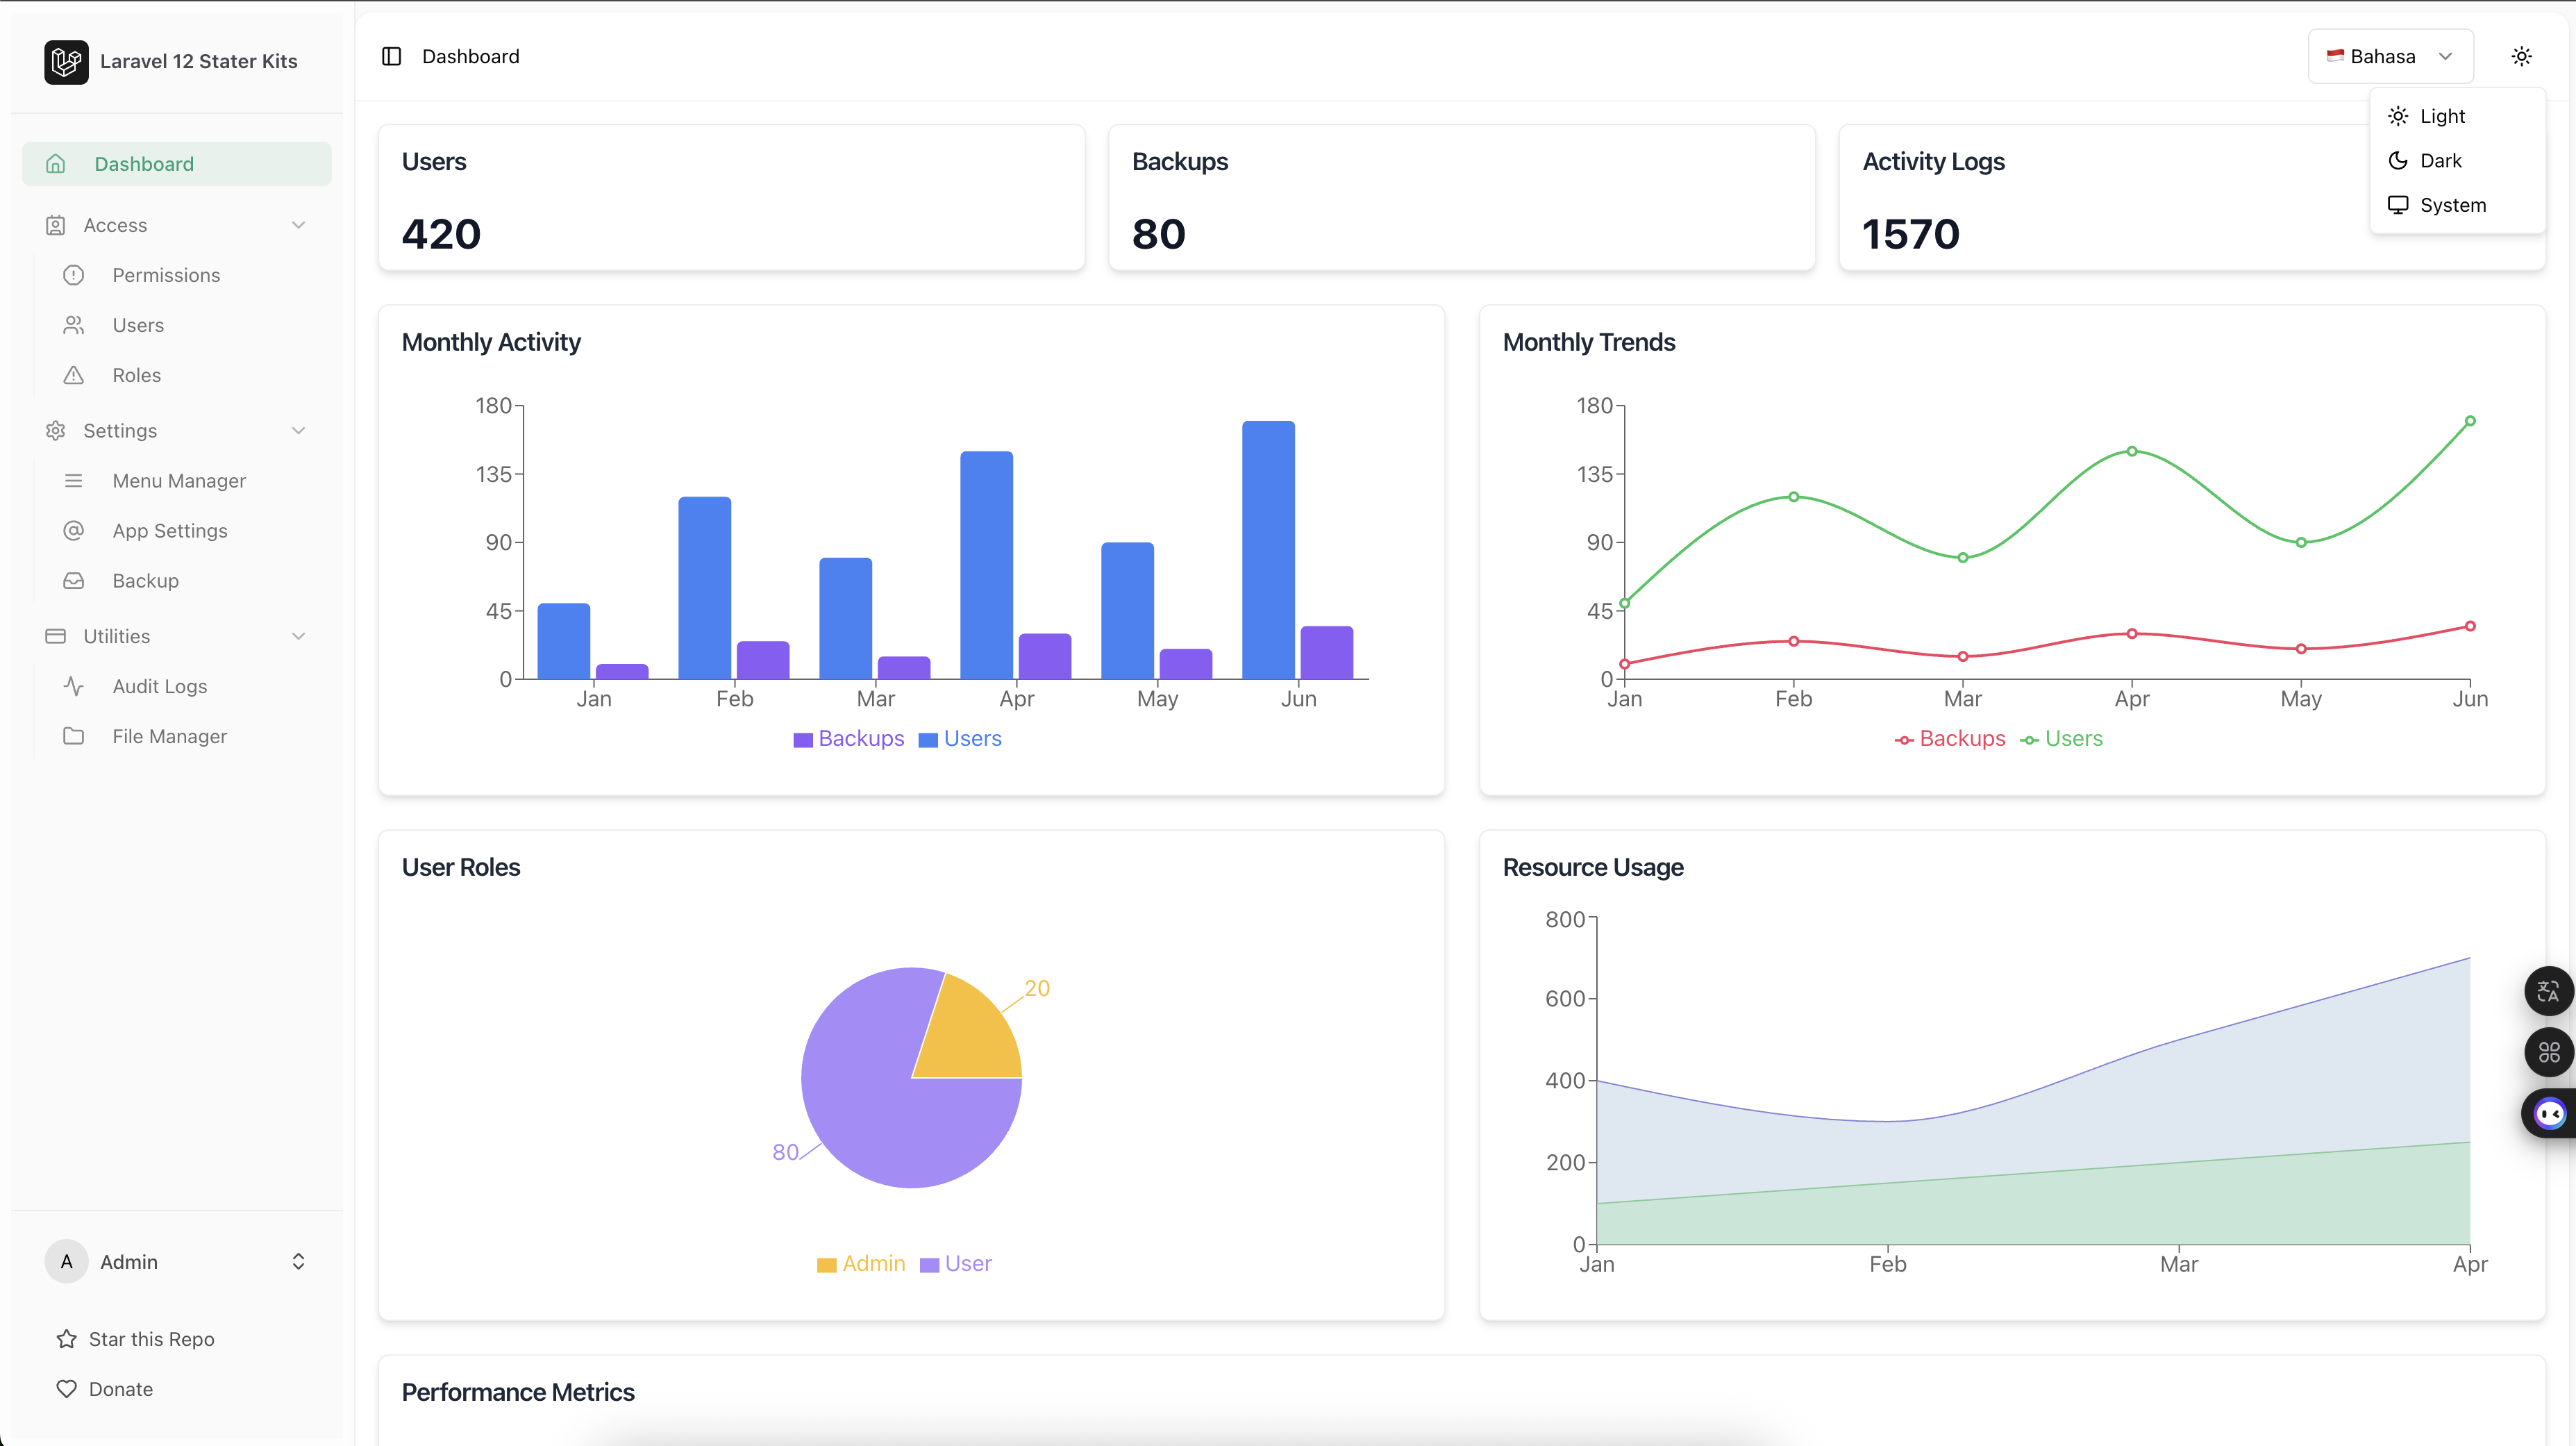 Laravel 12 Stater Kits
Dashboard
Access
Permissions
Users
Roles
Settings
Menu Manager
App Settings
Backup
Utilities
Audit Logs
File Manager
A Admin
Star this Repo
Donate
Dashboard
Bahasa
Light
Dark
System
Users
420
Backups
80
Activity Logs
1570
Monthly Activity
180
135
90
45
0
Jan Feb Mar Apr May Jun
Backups Users
Monthly Trends
180
135
90
45
0
Jan Feb Mar Apr May Jun
Backups Users
User Roles
20
80
Admin User
Resource Usage
800
600
400
200
0
Jan Feb Mar Apr
Performance Metrics